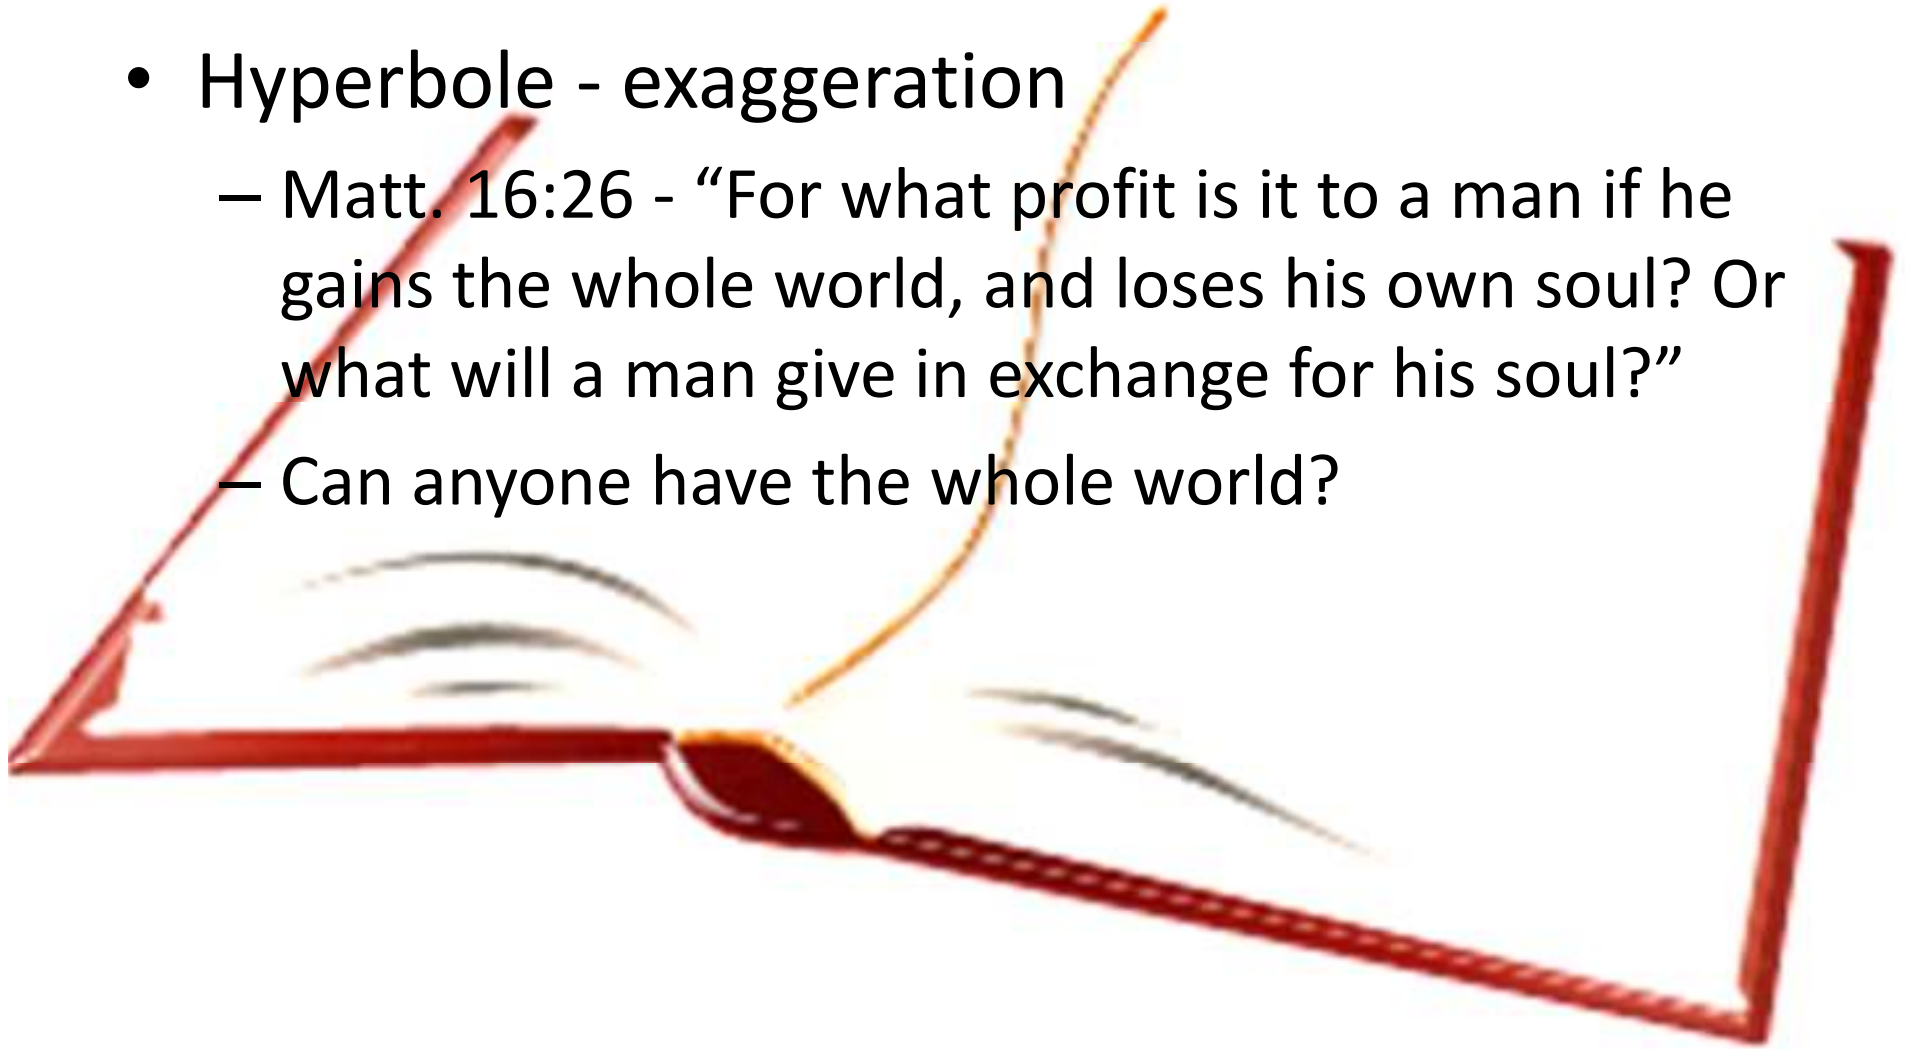 • Hyperbole - exaggeration
– Matt. 16:26 - “For what profit is it to a man if he
gains the whole world, and loses his own soul? Or
what will a man give in exchange for his soul?”
– Can anyone have the whole world?